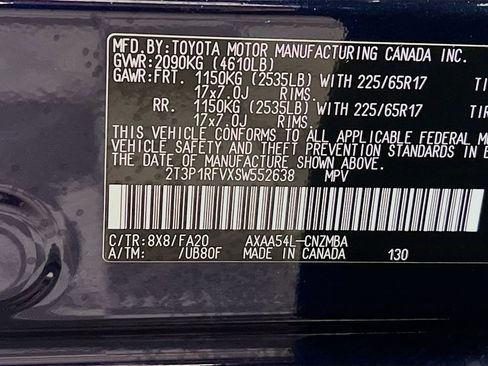 MFD.BY:TOYOTA MOTOR MANUFACTURING CANADA INC.
GVWR:2090KG (4610LB)
GAWR:FRT. 1150KG (2535LB) WITH 225/65R17 TI
17x7.0J RIMS,
RR. 1150KG (2535LB) WITH 225/65R17 TI
17x7.0J RIMS,
THIS VEHICLE CONFORMS TO ALL APPLICABLE FEDERAL M
VEHICLE SAFETY AND THEFT PREVENTION STANDARDS IN E
OF MANUFACTURE SHOWN ABOVE.
2T3P1RFVXSW552638 MPV
C/TR:8X8/FA20 AXAA54L-CNZMBA
A/TM: /UB80F MADE IN CANADA 130